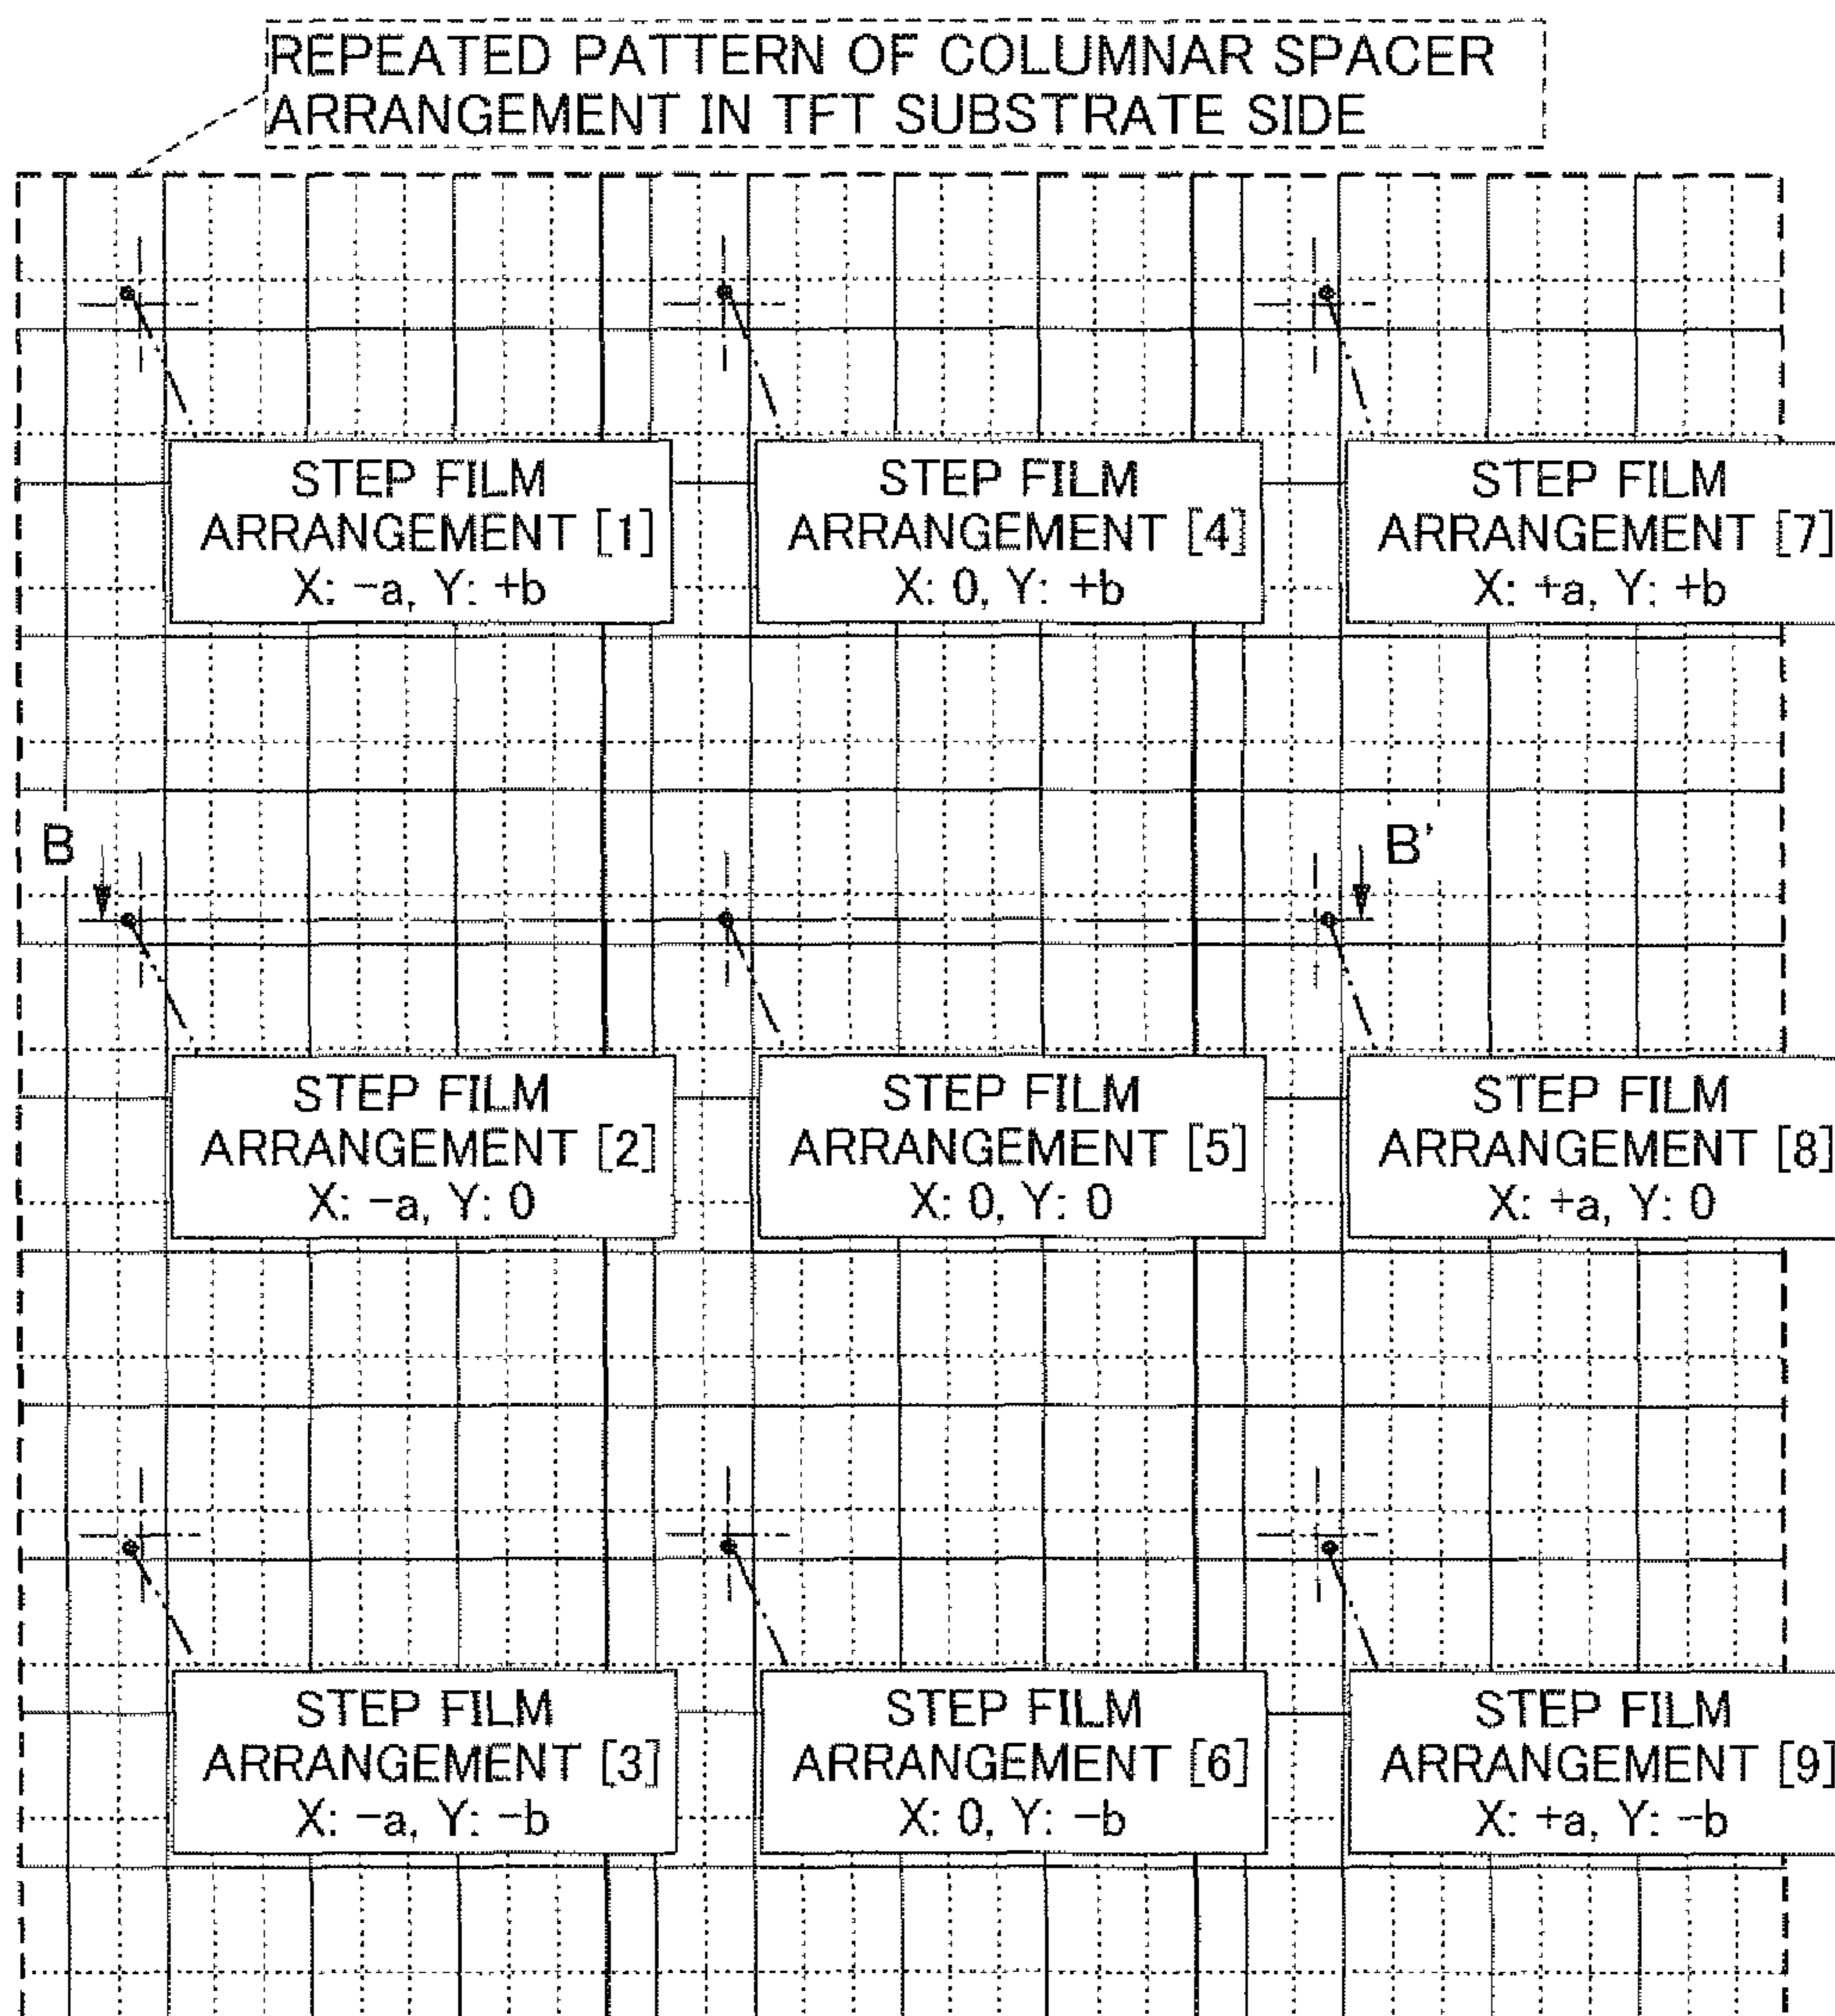 REPEATED PATTERN OF COLUMNAR SPACER
ARRANGEMENT IN TFT SUBSTRATE SIDE
STEP FILM
ARRANGEMENT [1]
X: −a, Y: +b
STEP FILM
ARRANGEMENT [4]
X: 0, Y: +b
STEP FILM
ARRANGEMENT [7]
X: +a, Y: +b
B
B'
STEP FILM
ARRANGEMENT [2]
X: −a, Y: 0
STEP FILM
ARRANGEMENT [5]
X: 0, Y: 0
STEP FILM
ARRANGEMENT [8]
X: +a, Y: 0
STEP FILM
ARRANGEMENT [3]
X: −a, Y: −b
STEP FILM
ARRANGEMENT [6]
X: 0, Y: −b
STEP FILM
ARRANGEMENT [9]
X: +a, Y: −b